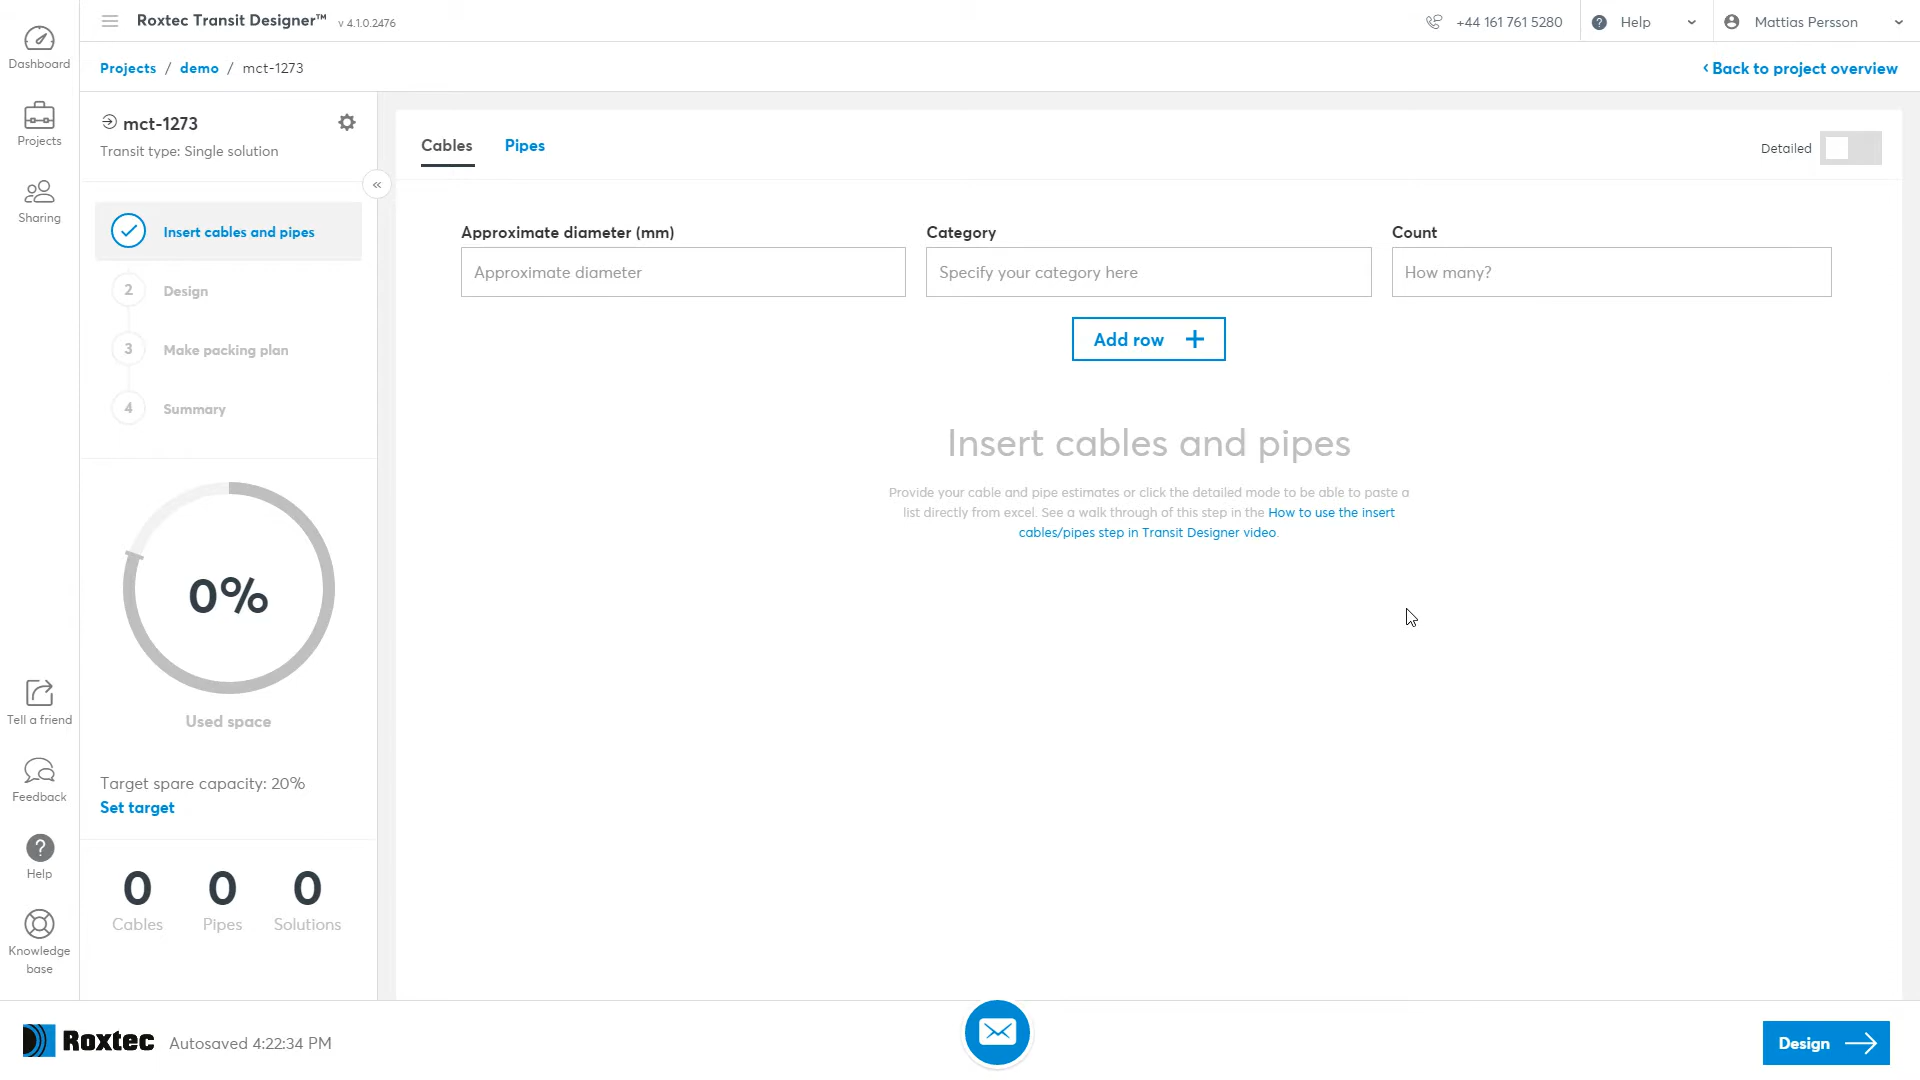 Roxtec Transit Designer™ v 4.1.0.2476
+44 161 761 5280
Help
Mattias Persson
Dashboard
Projects
Sharing
Tell a friend
Feedback
Help
Knowledge
base
Projects / demo / mct-1273
‹ Back to project overview
mct-1273
Transit type: Single solution
«
Insert cables and pipes
2 Design
3 Make packing plan
4 Summary
0%
Used space
Target spare capacity: 20%
Set target
0 0 0
Cables Pipes Solutions
Cables Pipes
Detailed
Approximate diameter (mm) Category Count
Approximate diameter Specify your category here How many?
Add row +
Insert cables and pipes
Provide your cable and pipe estimates or click the detailed mode to be able to paste a
list directly from excel. See a walk through of this step in the How to use the insert
cables/pipes step in Transit Designer video.
Roxtec Autosaved 4:22:34 PM
Design